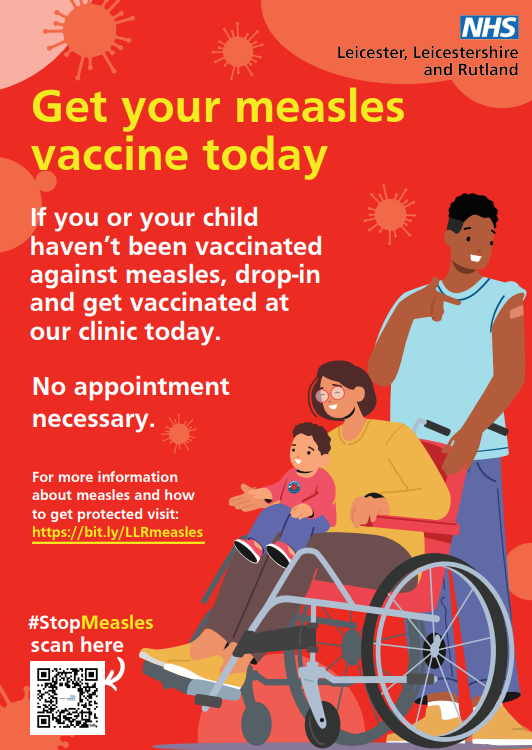 NHS
Leicester, Leicestershire
and Rutland
Get your measles
vaccine today
If you or your child
haven't been vaccinated
against measles, drop-in
and get vaccinated at
our clinic today.
No appointment
necessary.
For more information
about measles and how
to get protected visit:
https://bit.ly/LLRmeasles
#StopMeasles
scan here